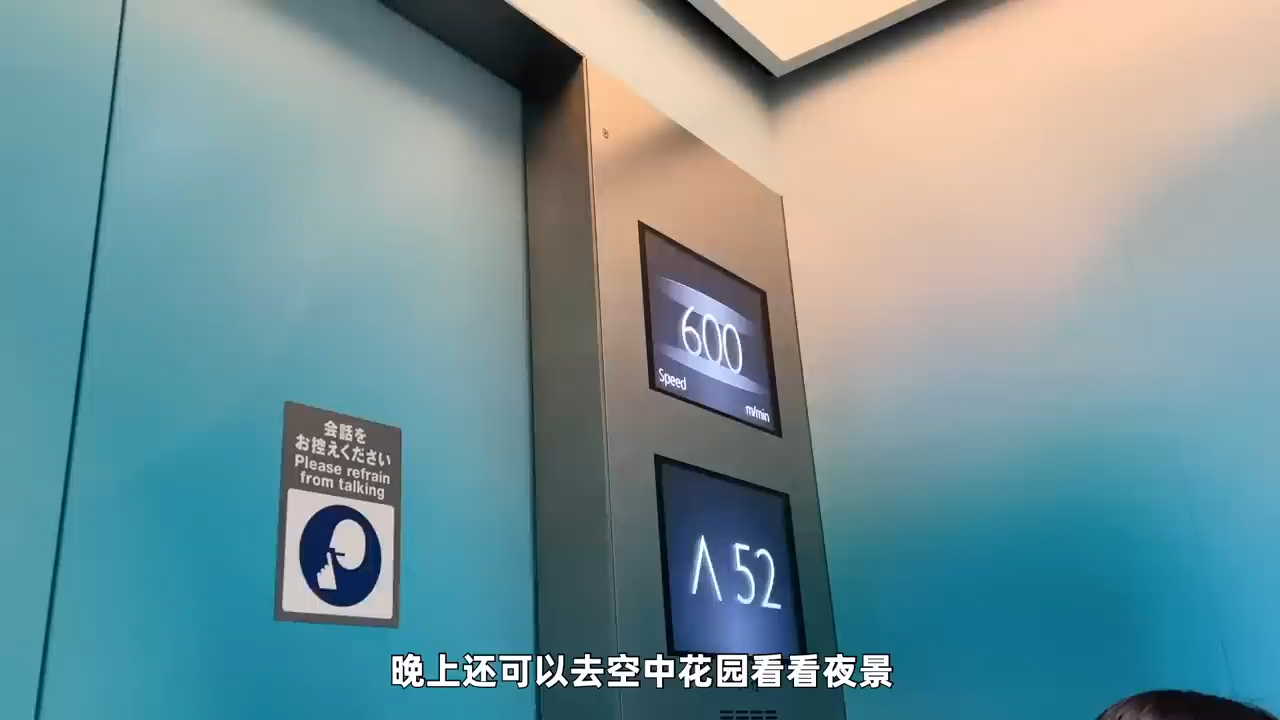 600
Speed
m/min
会話を
お控えください
Please refrain
from talking
Λ 52
晚上还可以去空中花园看看夜景